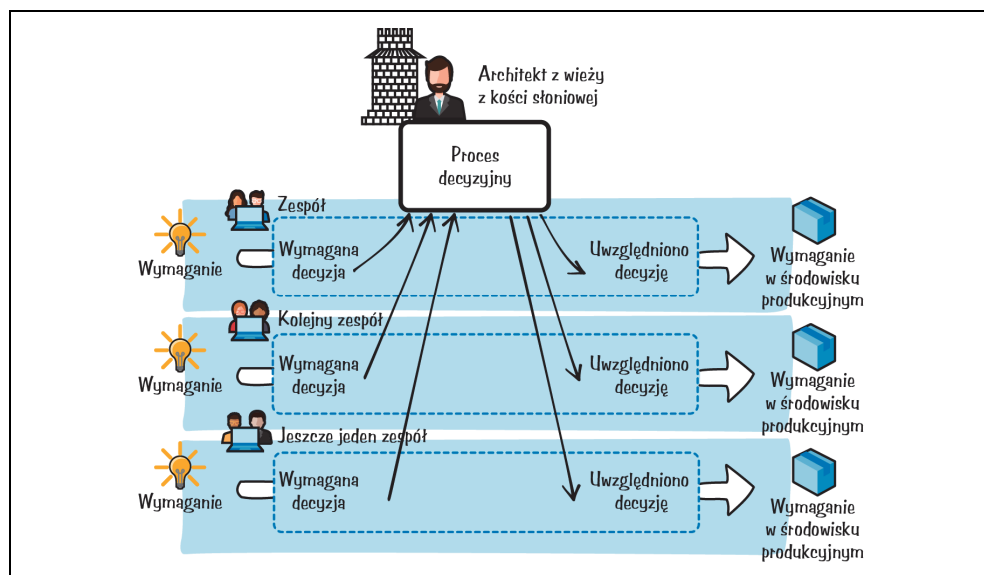 Architekt z wieży
z kości słoniowej
Proces
decyzyjny
Zespół
Wymaganie
Wymagana
decyzja
Uwzględniono
decyzję
Wymaganie
w środowisku
produkcyjnym
Kolejny zespół
Wymaganie
Wymagana
decyzja
Uwzględniono
decyzję
Wymaganie
w środowisku
produkcyjnym
Jeszcze jeden zespół
Wymaganie
Wymagana
decyzja
Uwzględniono
decyzję
Wymaganie
w środowisku
produkcyjnym